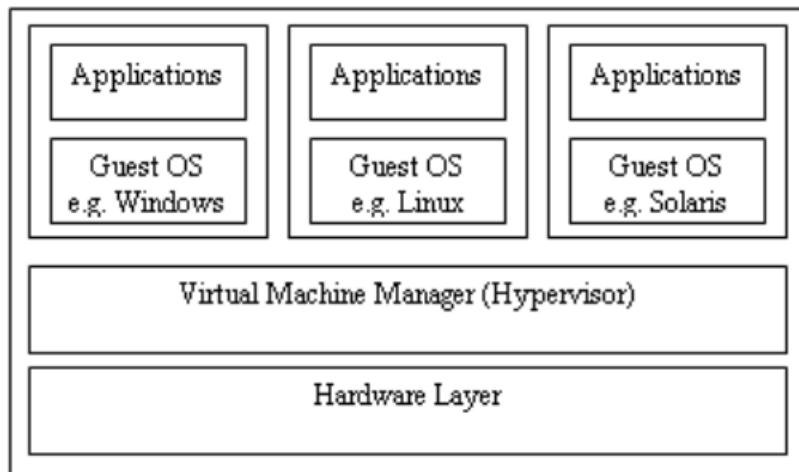 Applications
Applications
Applications
Guest OS
e.g. Windows
Guest OS
e.g. Linux
Guest OS
e.g. Solaris
Virtual Machine Manager (Hypervisor)
Hardware Layer